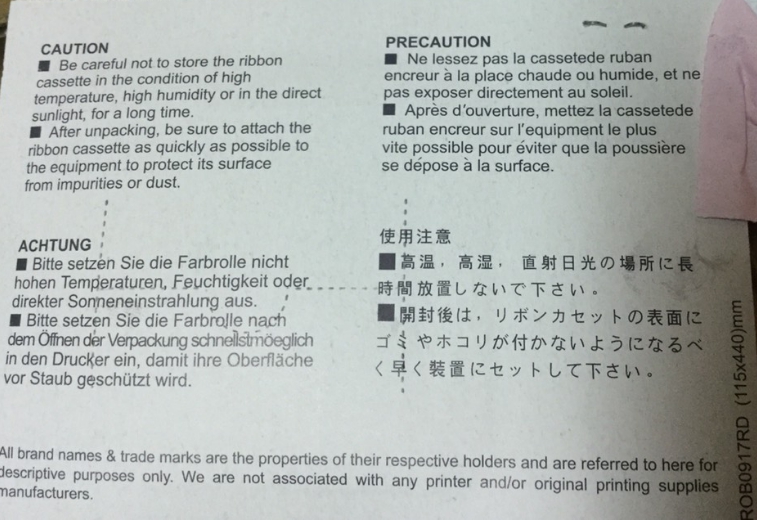 CAUTION
■ Be careful not to store the ribbon
cassette in the condition of high
temperature, high humidity or in the direct
sunlight, for a long time.
■ After unpacking, be sure to attach the
ribbon cassette as quickly as possible to
the equipment to protect its surface
from impurities or dust.
PRECAUTION
■ Ne lessez pas la cassetede ruban
encreur à la place chaude ou humide, et ne
pas exposer directement au soleil.
■ Après d'ouverture, mettez la cassetede
ruban encreur sur l'equipment le plus
vite possible pour éviter que la poussière
se dépose à la surface.
ACHTUNG
■ Bitte setzen Sie die Farbrolle nicht
hohen Temperaturen, Feuchtigkeit oder
direkter Sonneneinstrahlung aus.
■ Bitte setzen Sie die Farbrolle nach
dem Öffnen der Verpackung schnellstmöeglich
in den Drucker ein, damit ihre Oberfläche
vor Staub geschützt wird.
使用注意
■高温，高湿，直射日光の場所に長
時間放置しないで下さい。
■開封後は，リボンカセットの表面に
ゴミやホコリが付かないようになるべ
く早く装置にセットして下さい。
All brand names & trade marks are the properties of their respective holders and are referred to here for
descriptive purposes only. We are not associated with any printer and/or original printing supplies
manufacturers.
ROB0917RD (115x440)mm